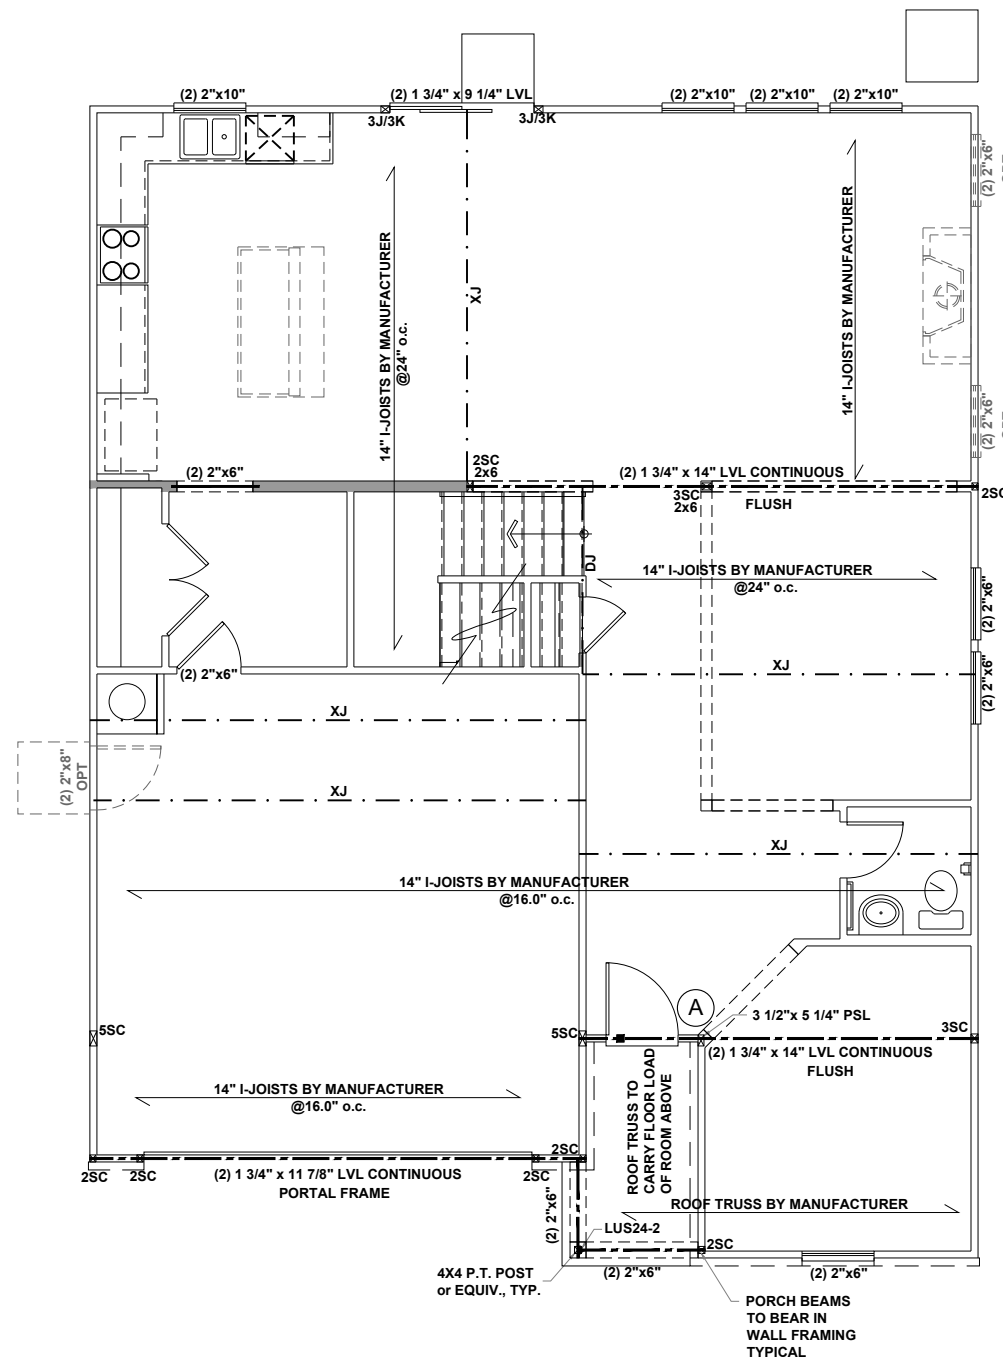 (2) 2"x10"
(2) 1 3/4" x 9 1/4" LVL
(2) 2"x10"
(2) 2"x10"
(2) 2"x10"
3J/3K
3J/3K
(2) 2"x6"
14" I-JOISTS BY MANUFACTURER
@24" o.c.
XJ
14" I-JOISTS BY MANUFACTURER
(2) 2"x6"
(2) 2"x6"
2SC
2x6
(2) 1 3/4" x 14" LVL CONTINUOUS
FLUSH
3SC
2x6
2SC
DJ
14" I-JOISTS BY MANUFACTURER
@24" o.c.
(2) 2"x6"
(2) 2"x6"
(2) 2"x6"
XJ
XJ
(2) 2"x8"
OPT
XJ
XJ
14" I-JOISTS BY MANUFACTURER
@16.0" o.c.
A
3 1/2"x 5 1/4" PSL
5SC
5SC
3SC
(2) 1 3/4" x 14" LVL CONTINUOUS
FLUSH
14" I-JOISTS BY MANUFACTURER
@16.0" o.c.
ROOF TRUSS TO
CARRY FLOOR LOAD
OF ROOM ABOVE
2SC
2SC
2SC
2SC
(2) 1 3/4" x 11 7/8" LVL CONTINUOUS
PORTAL FRAME
(2) 2"x6"
ROOF TRUSS BY MANUFACTURER
LUS24-2
2SC
4X4 P.T. POST
or EQUIV., TYP.
(2) 2"x6"
(2) 2"x6"
PORCH BEAMS
TO BEAR IN
WALL FRAMING
TYPICAL